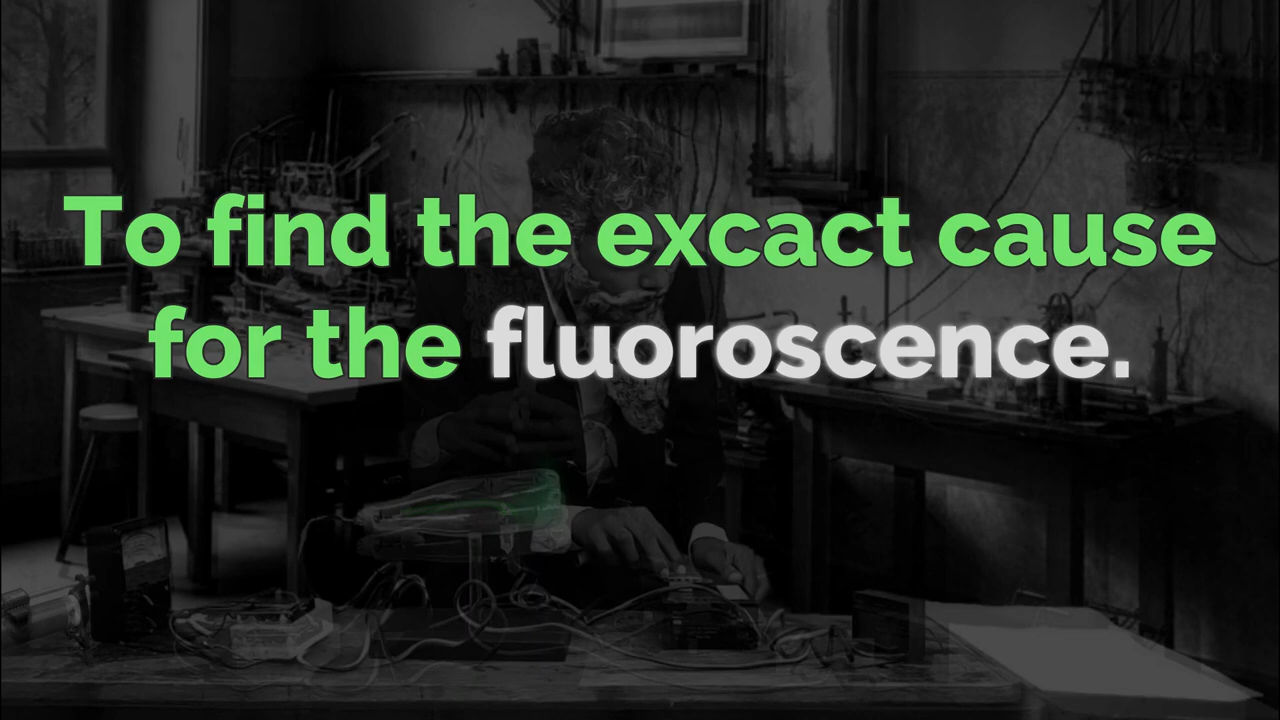 To find the excact cause
for the fluoroscence.